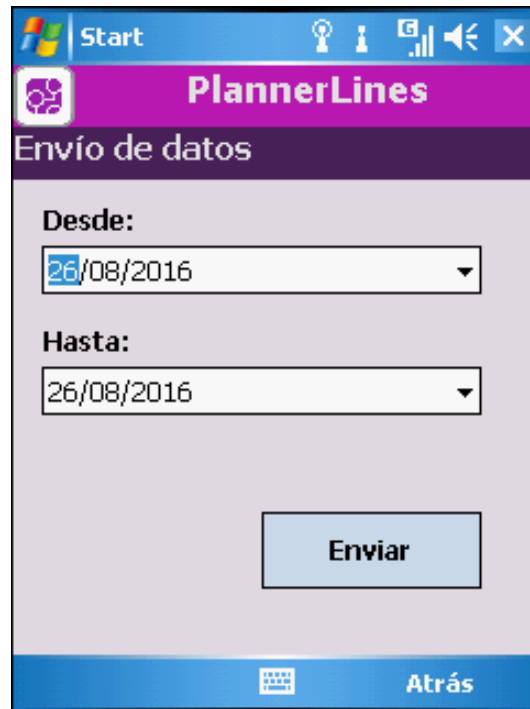 Start
G
PlannerLines
Envío de datos
Desde:
26/08/2016
Hasta:
26/08/2016
Enviar
Atrás